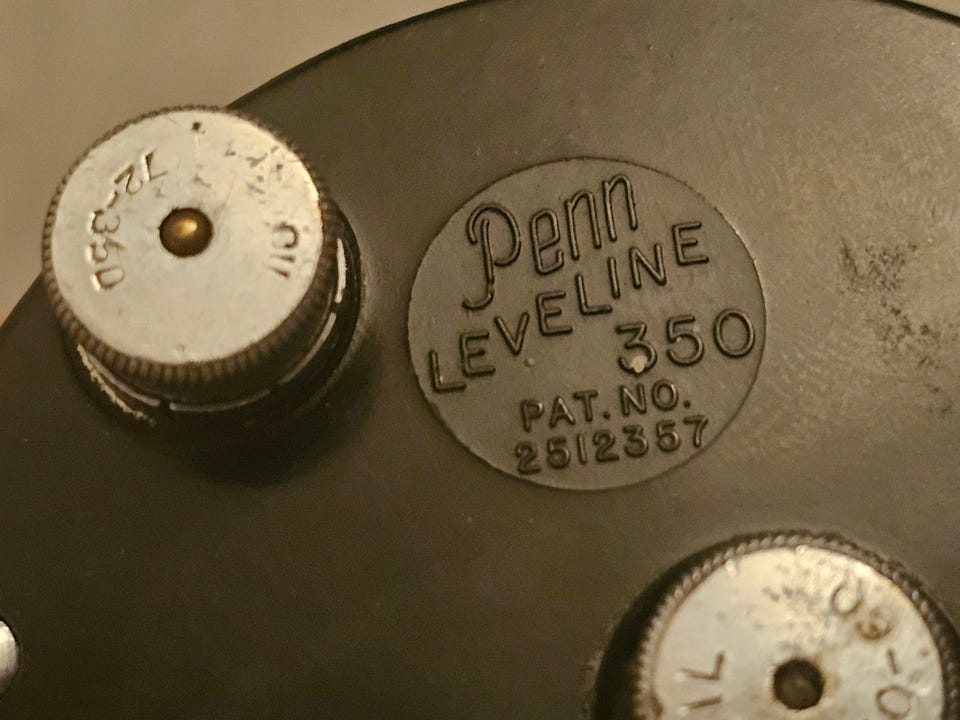 Penn
LEVELINE
350
PAT. NO.
2512357
72-350
OIL